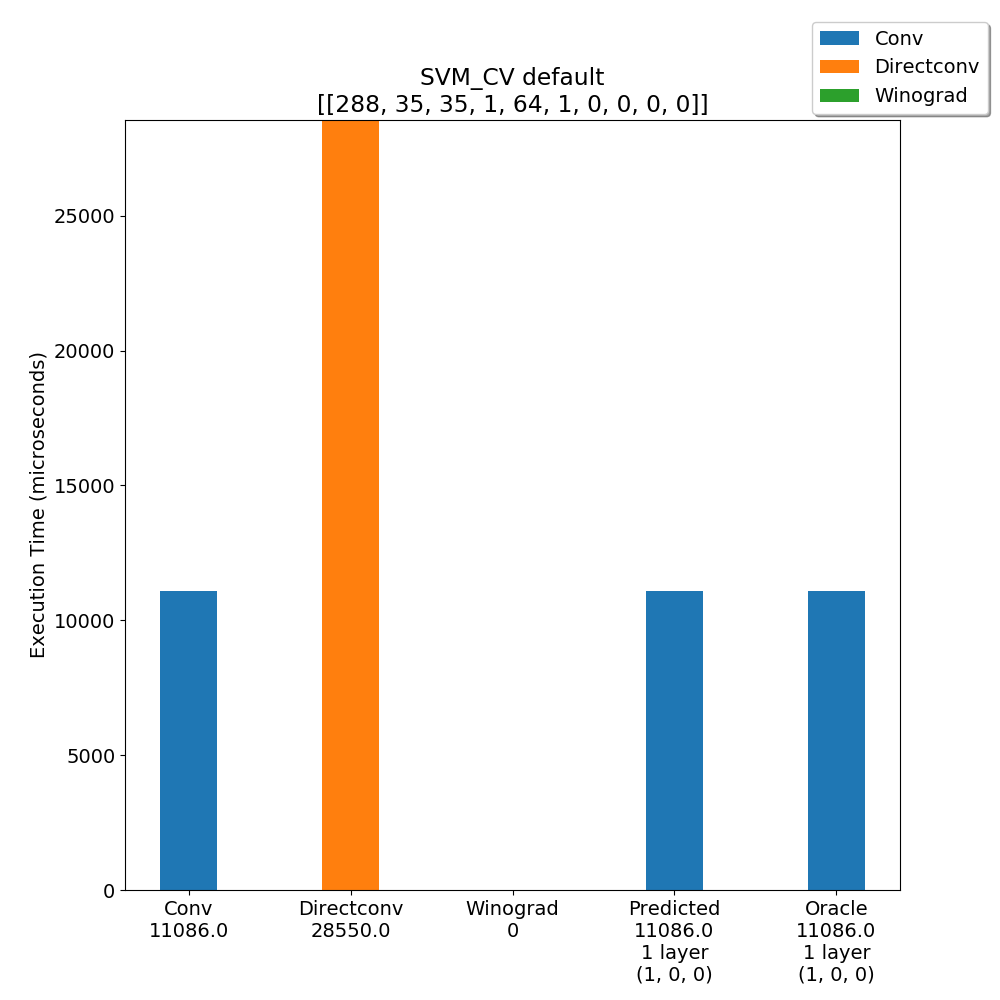 Conv
Directconv
Winograd
SVM_CV default
[[288, 35, 35, 1, 64, 1, 0, 0, 0, 0]]
Execution Time (microseconds)
25000
20000
15000
10000
5000
0
Conv
11086.0
Directconv
28550.0
Winograd
0
Predicted
11086.0
1 layer
(1, 0, 0)
Oracle
11086.0
1 layer
(1, 0, 0)